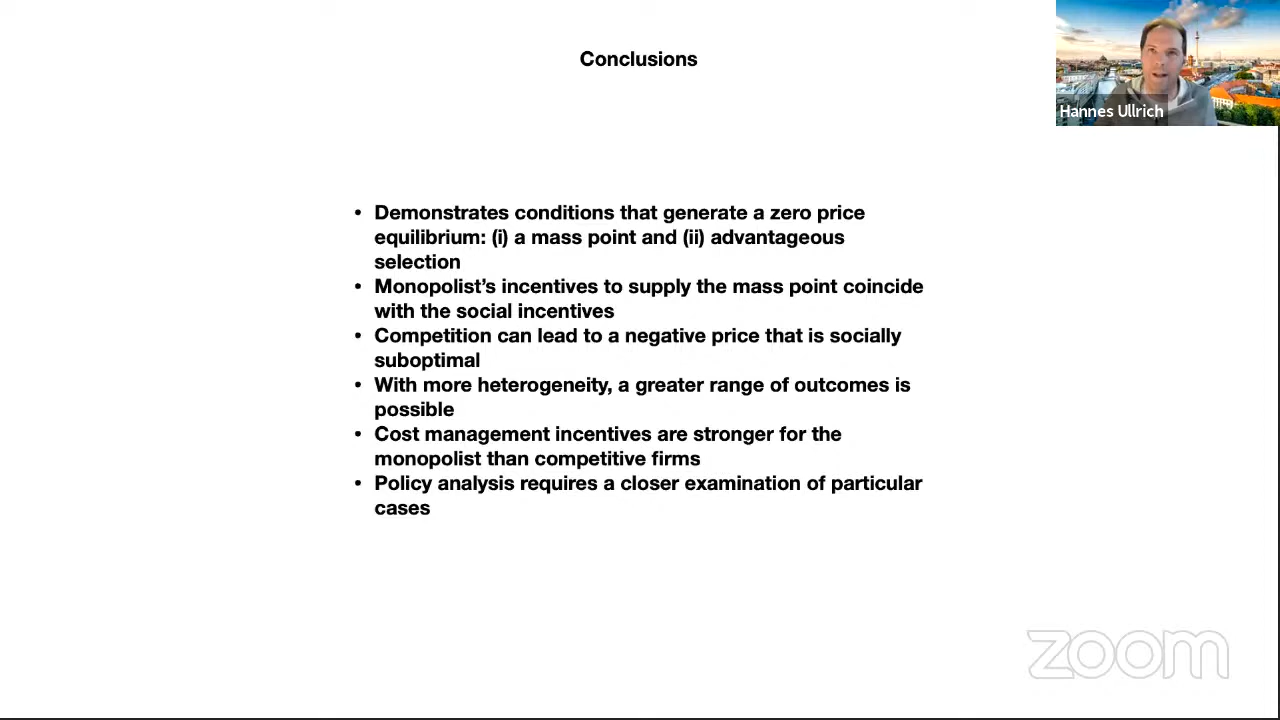 Conclusions
Hannes Ullrich
• Demonstrates conditions that generate a zero price
equilibrium: (i) a mass point and (ii) advantageous
selection
• Monopolist’s incentives to supply the mass point coincide
with the social incentives
• Competition can lead to a negative price that is socially
suboptimal
• With more heterogeneity, a greater range of outcomes is
possible
• Cost management incentives are stronger for the
monopolist than competitive firms
• Policy analysis requires a closer examination of particular
cases
zoom